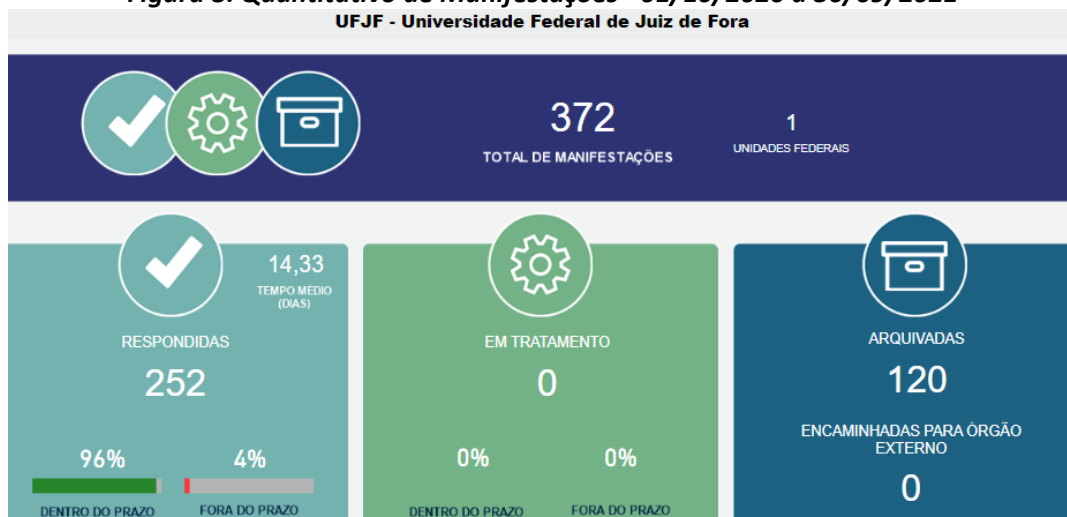 UFJF - Universidade Federal de Juiz de Fora
372
TOTAL DE MANIFESTAÇÕES
1
UNIDADES FEDERAIS
14,33
TEMPO MÉDIO
(DIAS)
RESPONDIDAS
252
96%
4%
DENTRO DO PRAZO
FORA DO PRAZO
EM TRATAMENTO
0
0%
0%
DENTRO DO PRAZO
FORA DO PRAZO
ARQUIVADAS
120
ENCAMINHADAS PARA ÓRGÃO
EXTERNO
0